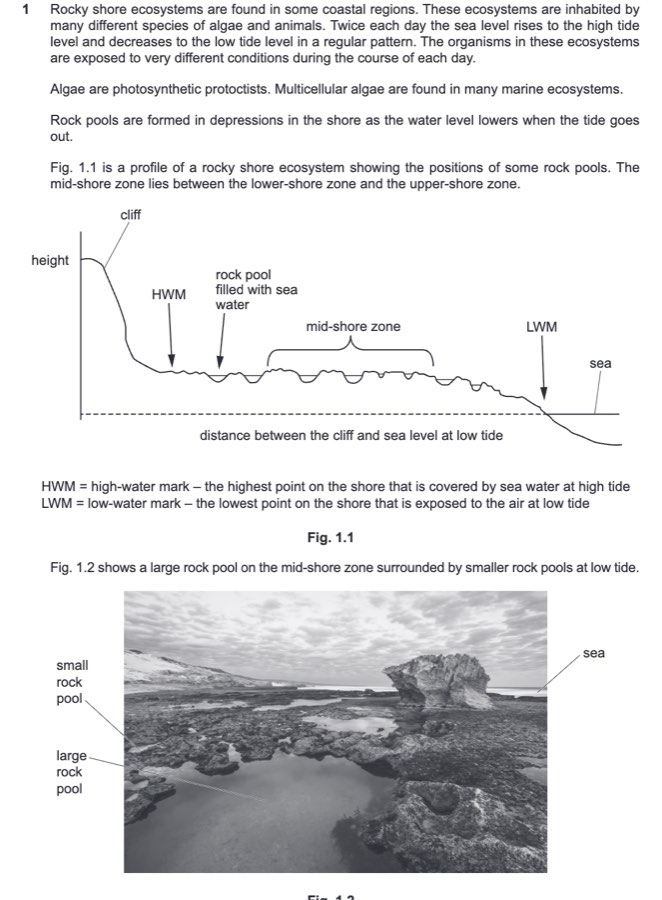 1 Rocky shore ecosystems are found in some coastal regions. These ecosystems are inhabited by
many different species of algae and animals. Twice each day the sea level rises to the high tide
level and decreases to the low tide level in a regular pattern. The organisms in these ecosystems
are exposed to very different conditions during the course of each day.
Algae are photosynthetic protoctists. Multicellular algae are found in many marine ecosystems.
Rock pools are formed in depressions in the shore as the water level lowers when the tide goes
out.
Fig. 1.1 is a profile of a rocky shore ecosystem showing the positions of some rock pools. The
mid-shore zone lies between the lower-shore zone and the upper-shore zone.
cliff
height
HWM
rock pool
filled with sea
water
mid-shore zone
LWM
sea
distance between the cliff and sea level at low tide
HWM = high-water mark – the highest point on the shore that is covered by sea water at high tide
LWM = low-water mark – the lowest point on the shore that is exposed to the air at low tide
Fig. 1.1
Fig. 1.2 shows a large rock pool on the mid-shore zone surrounded by smaller rock pools at low tide.
sea
small
rock
pool
large
rock
pool
Fig. 1.2